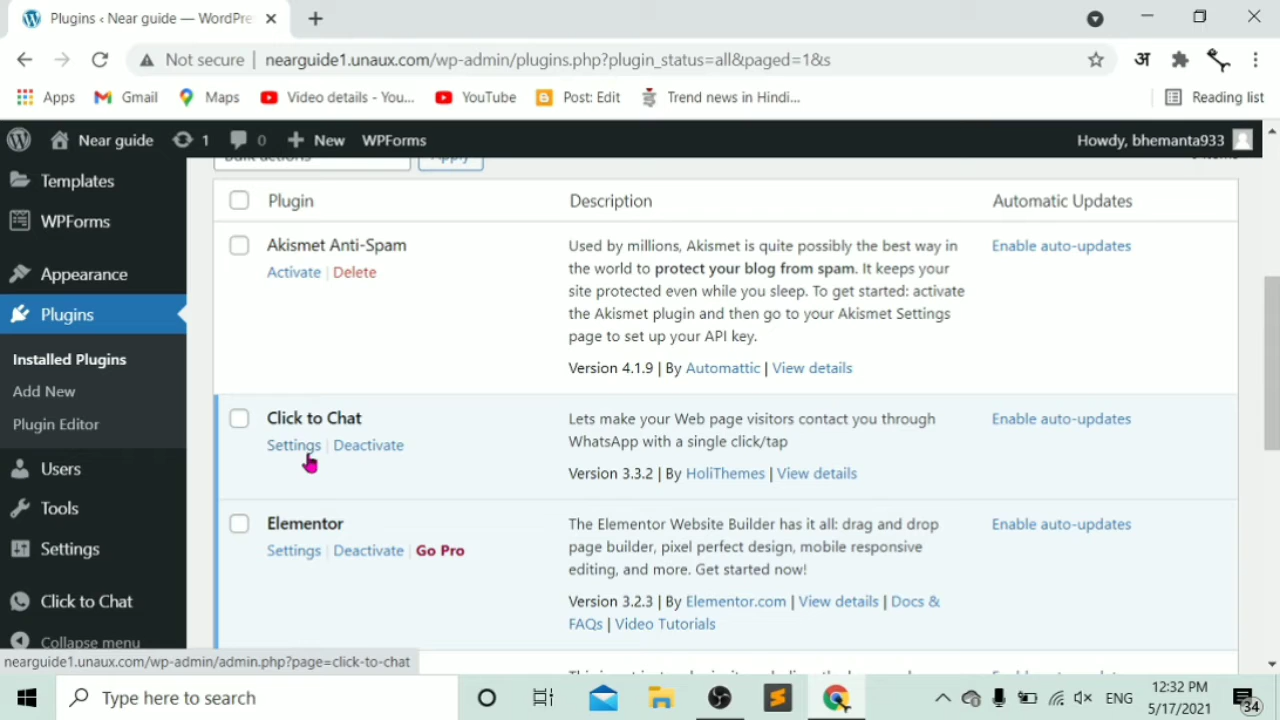 Plugins ‹ Near guide — WordPre
Not secure | nearguide1.unaux.com/wp-admin/plugins.php?plugin_status=all&paged=1&s
अ
Apps Gmail Maps Video details - You... YouTube Post: Edit Trend news in Hindi... Reading list
Near guide 1 0 New WPForms Howdy, bhemanta933
Bulk actions Apply
Templates
WPForms
Appearance
Plugins
Installed Plugins
Add New
Plugin Editor
Users
Tools
Settings
Click to Chat
Collapse menu
Plugin Description Automatic Updates
Akismet Anti-Spam
Activate | Delete
Used by millions, Akismet is quite possibly the best way in
the world to protect your blog from spam. It keeps your
site protected even while you sleep. To get started: activate
the Akismet plugin and then go to your Akismet Settings
page to set up your API key.
Version 4.1.9 | By Automattic | View details
Enable auto-updates
Click to Chat
Settings | Deactivate
Lets make your Web page visitors contact you through
WhatsApp with a single click/tap
Version 3.3.2 | By HoliThemes | View details
Enable auto-updates
Elementor
Settings | Deactivate | Go Pro
The Elementor Website Builder has it all: drag and drop
page builder, pixel perfect design, mobile responsive
editing, and more. Get started now!
Version 3.2.3 | By Elementor.com | View details | Docs &
FAQs | Video Tutorials
Enable auto-updates
nearguide1.unaux.com/wp-admin/admin.php?page=click-to-chat
Type here to search
ENG
12:32 PM
5/17/2021
34